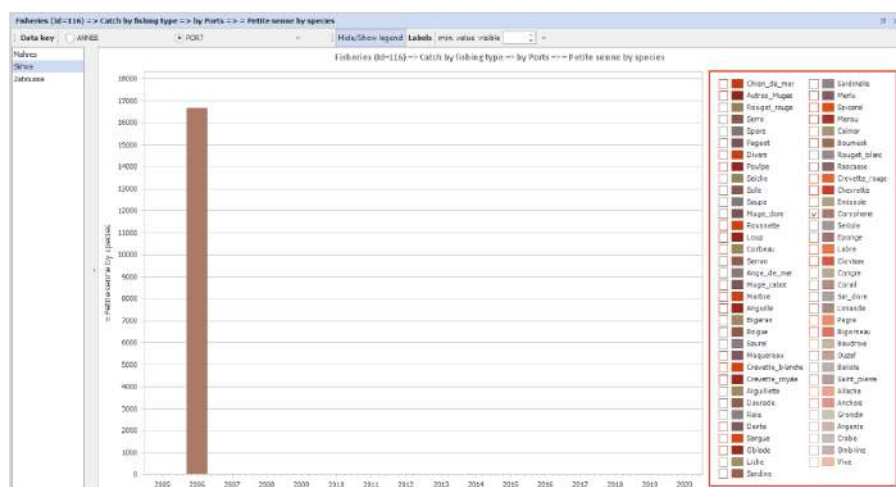 Fisheries (Id=116) => Catch by fishing type => by Ports => = Petite senne by species
Data key ANNEE PORT Hide/Show legend Labels min. value visible
Mahres
Skhira
Zabousse
Fisheries (Id=116) => Catch by fishing type => by Ports => = Petite senne by species
= Petite senne by species
18000
17000
16000
15000
14000
13000
12000
11000
10000
9000
8000
7000
6000
5000
4000
3000
2000
1000
0
2005 2006 2007 2008 2009 2010 2011 2012 2013 2014 2015 2016 2017 2018 2019 2020
Chien_de_mer Sardinelle
Autres_Muges Merlu
Rouget_rouge Spicarel
Serre Merou
Spare Calmar
Pageot Boumesk
Divers Rouget_blanc
Poulpe Rascasse
Seiche Crevette_rouge
Sole Chevrette
Saupe Emissole
Muge_dore Coryphene
Roussette Seriole
Loup Eponge
Corbeau Labre
Serran Clovisse
Ange_de_mer Congre
Muge_cabot Corail
Marbre Sar_dore
Anguille Limande
Bigaran Pagre
Bogue Bigorneau
Saurel Baudroie
Maquereau Ouzef
Crevette_blanche Baliste
Crevette_royale Saint_pierre
Aiguillette Allache
Daurade Anchois
Raie Grondin
Dente Argente
Sargue Crabe
Oblade Ombrine
Liche Vive
Sardine